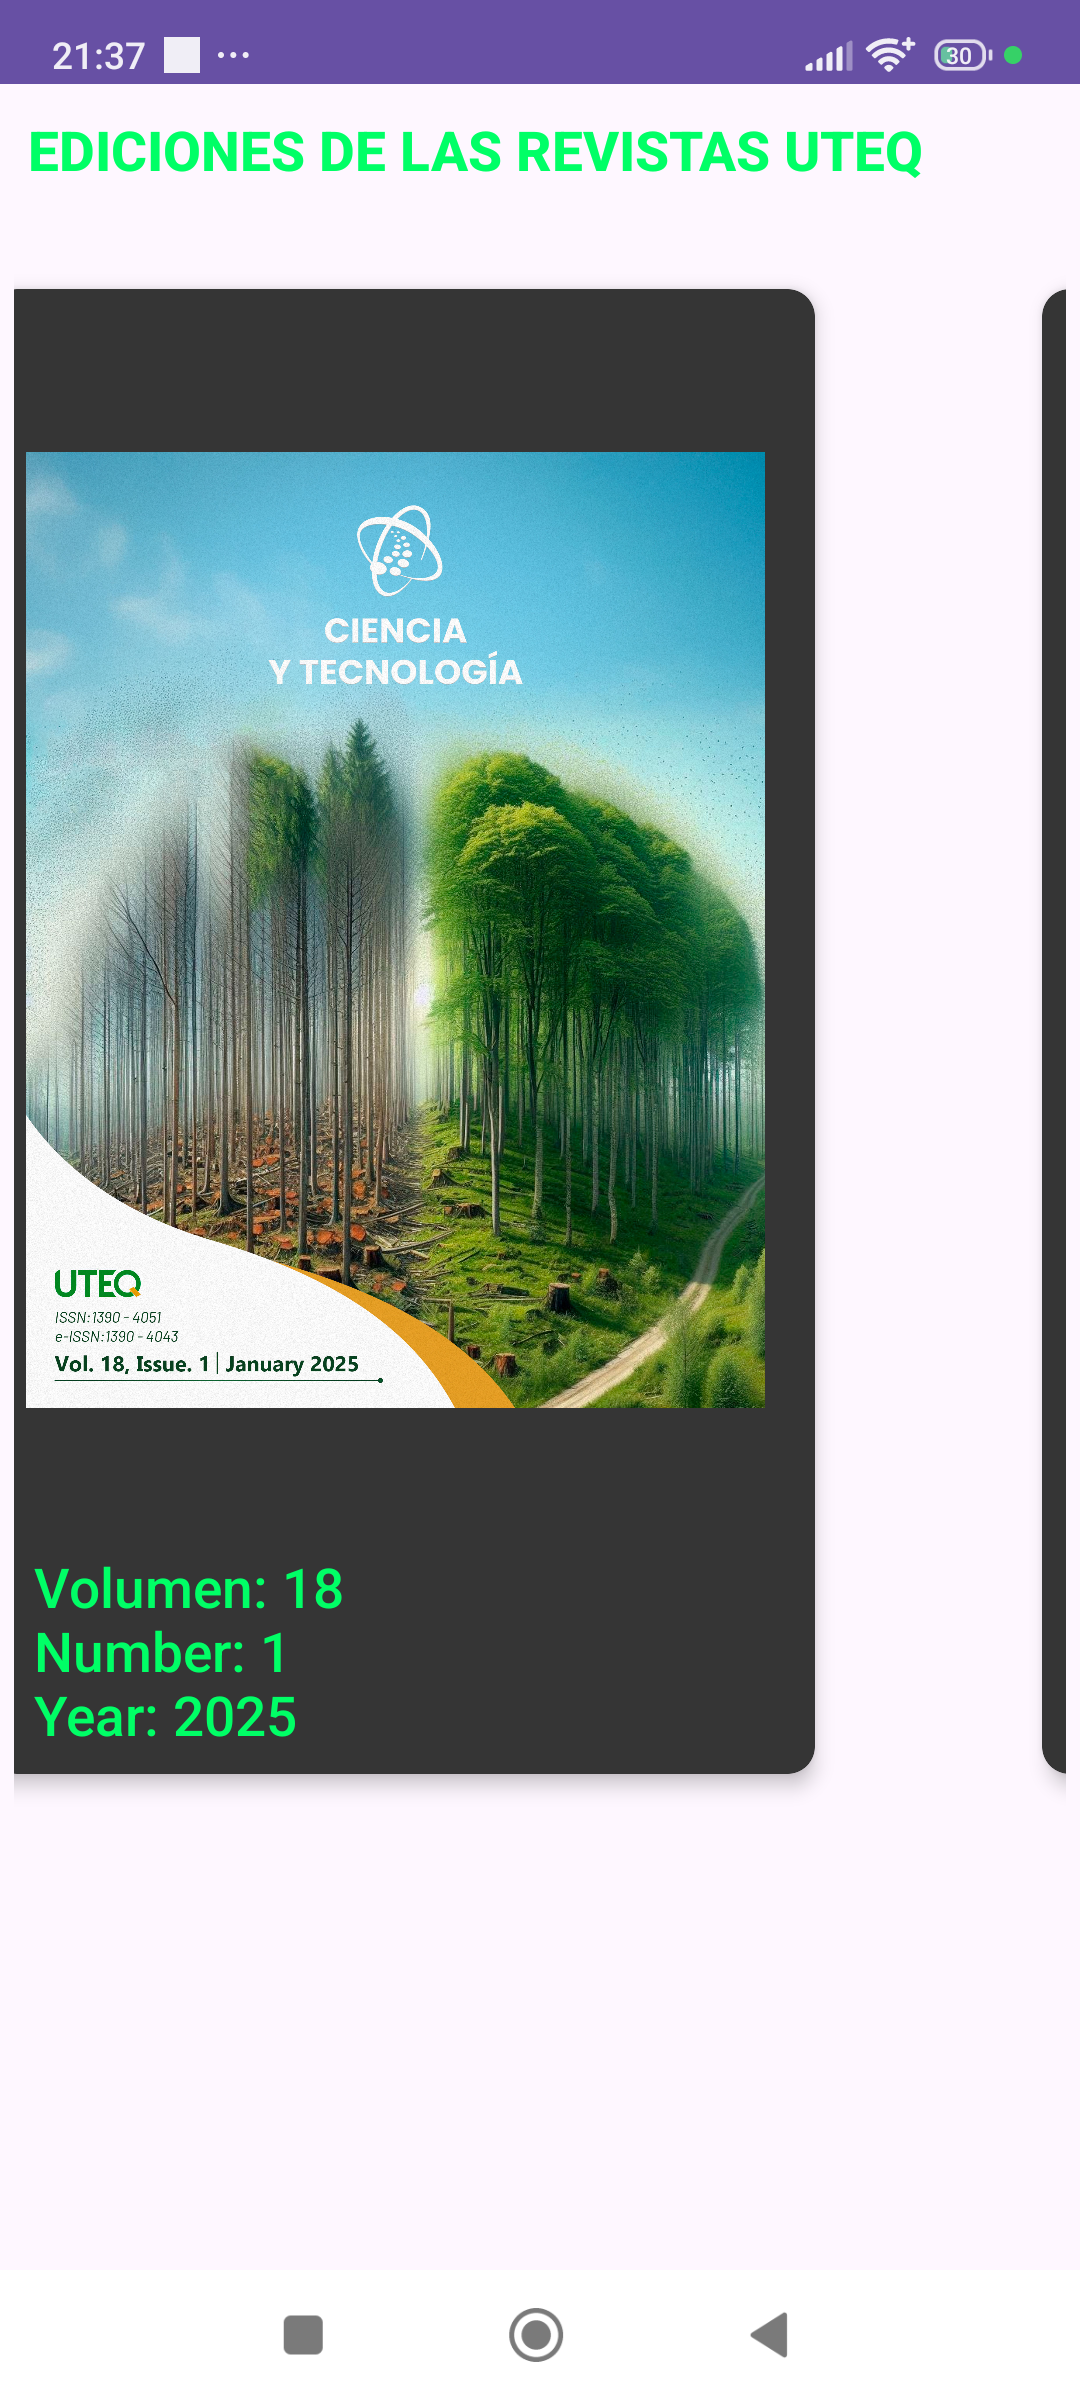 21:37
30
EDICIONES DE LAS REVISTAS UTEQ
CIENCIA
Y TECNOLOGÍA
UTEQ
ISSN:1390 - 4051
e-ISSN:1390 - 4043
Vol. 18, Issue. 1 | January 2025
Volumen: 18
Number: 1
Year: 2025